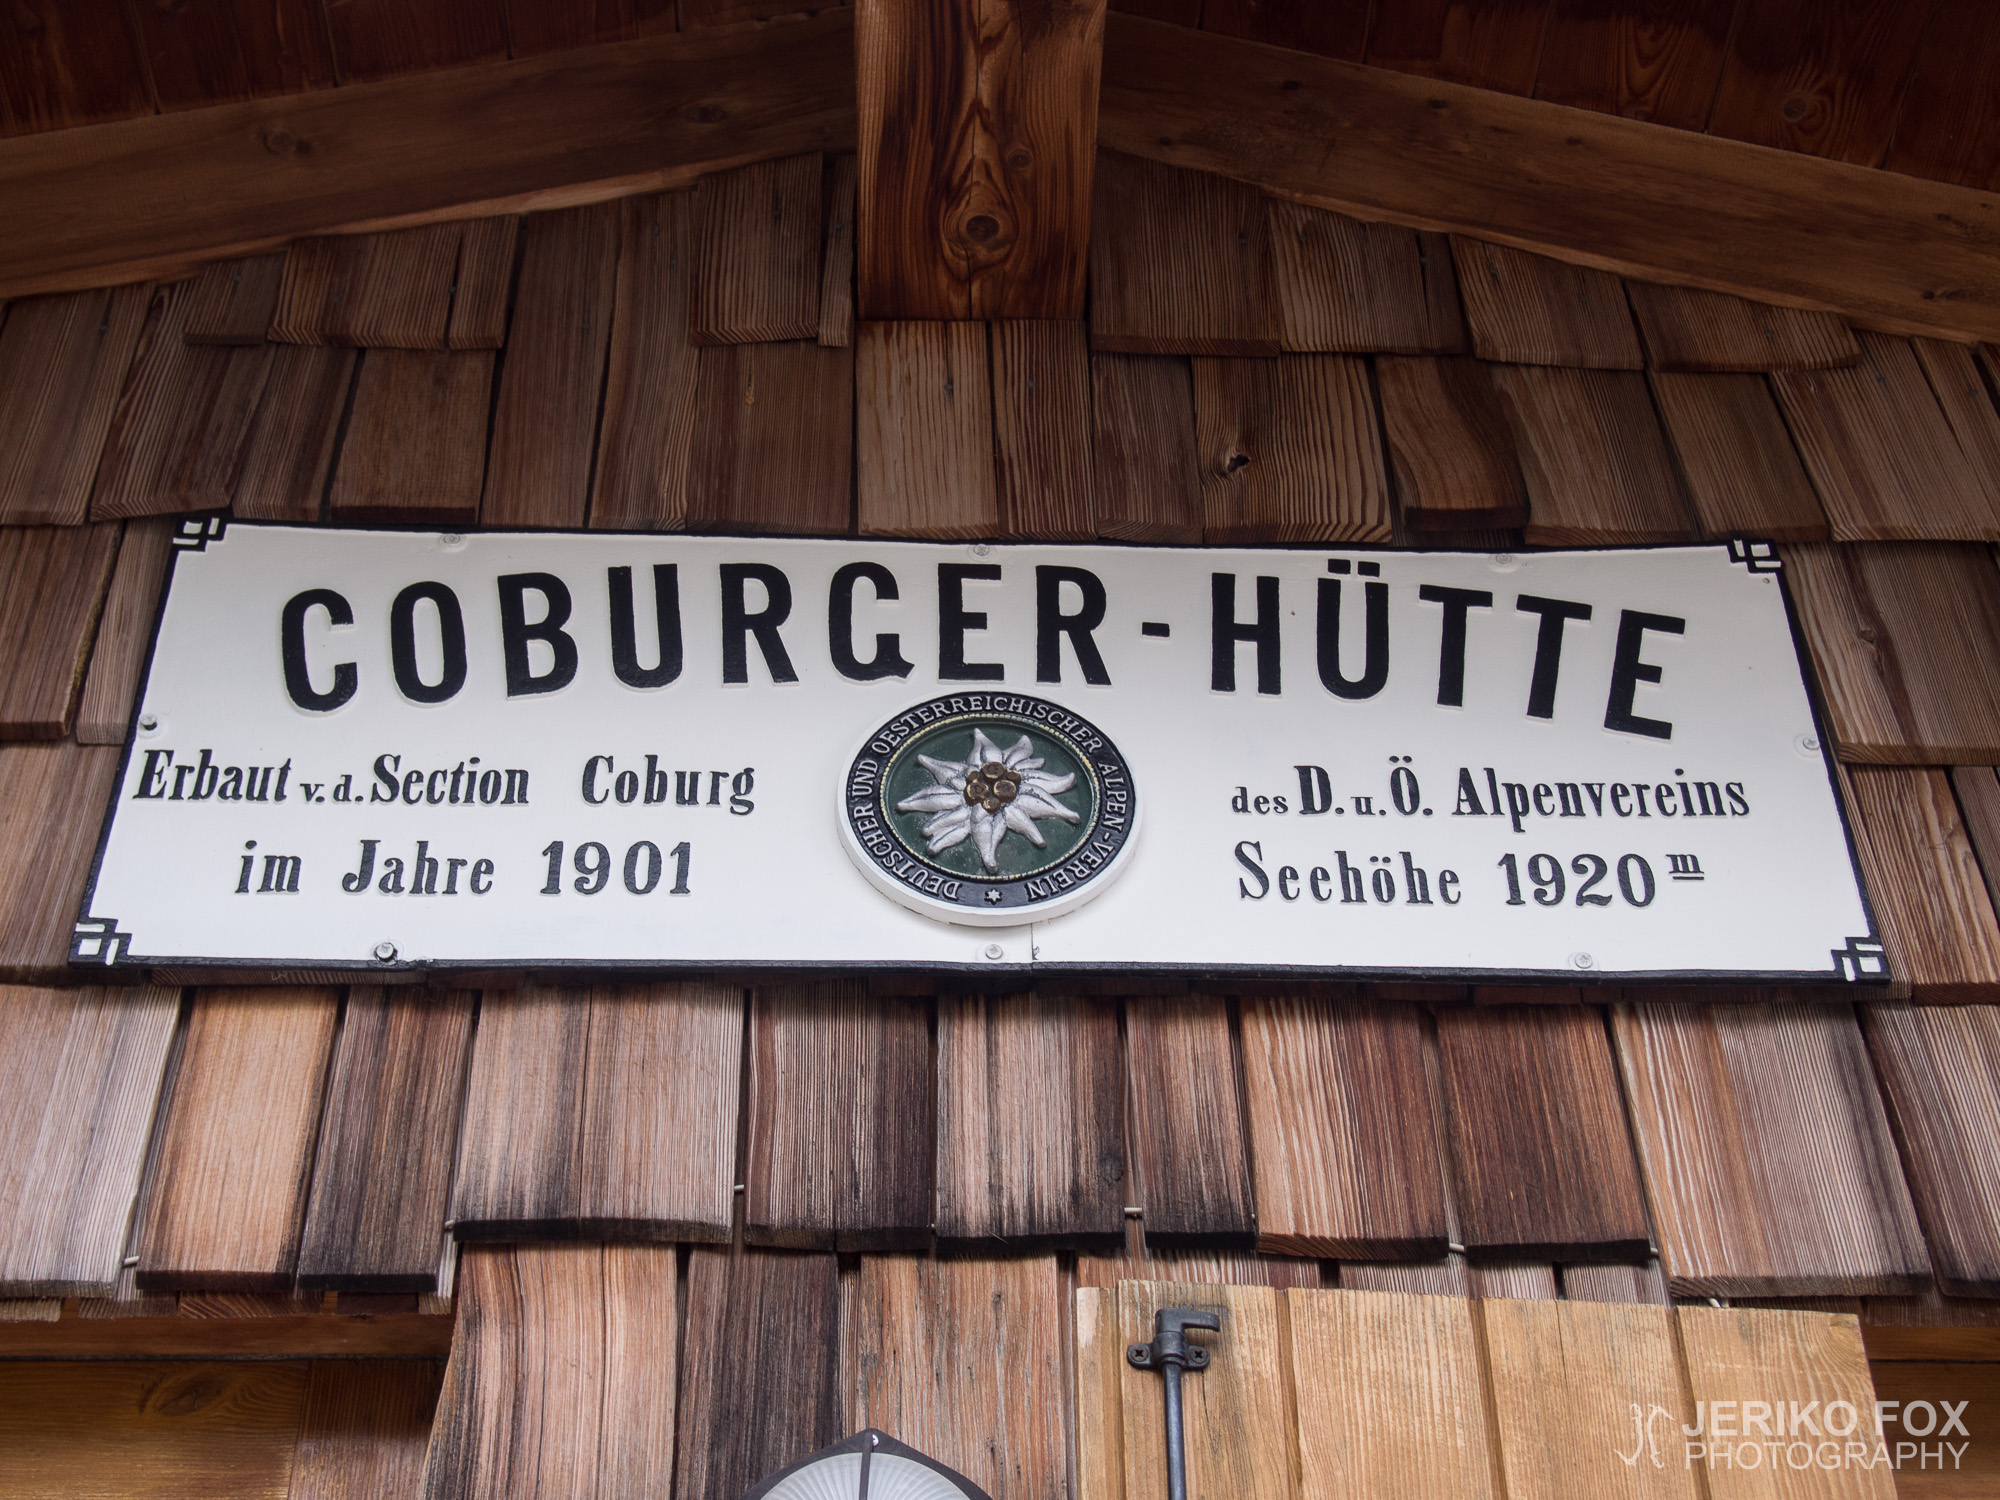 COBURGER-HÜTTE
Erbaut v. d. Section Coburg
im Jahre 1901
DEUTSCHER UND OESTERREICHISCHER ALPEN-VEREIN
des D. u. Ö. Alpenvereins
Seehöhe 1920 m
JERIKO FOX
PHOTOGRAPHY